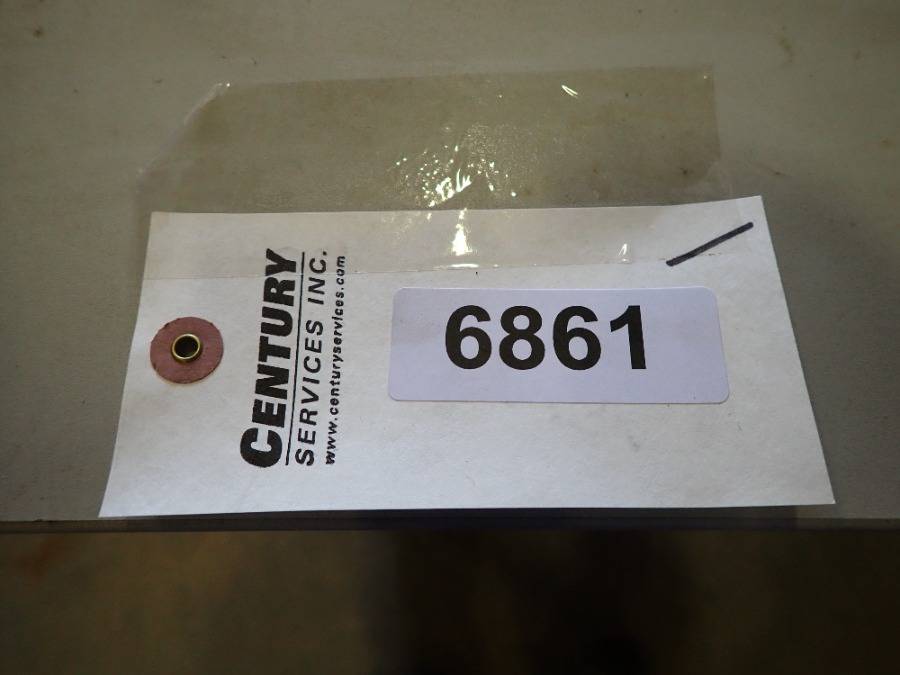 CENTURY
SERVICES INC.
www.centuryservices.com
6861